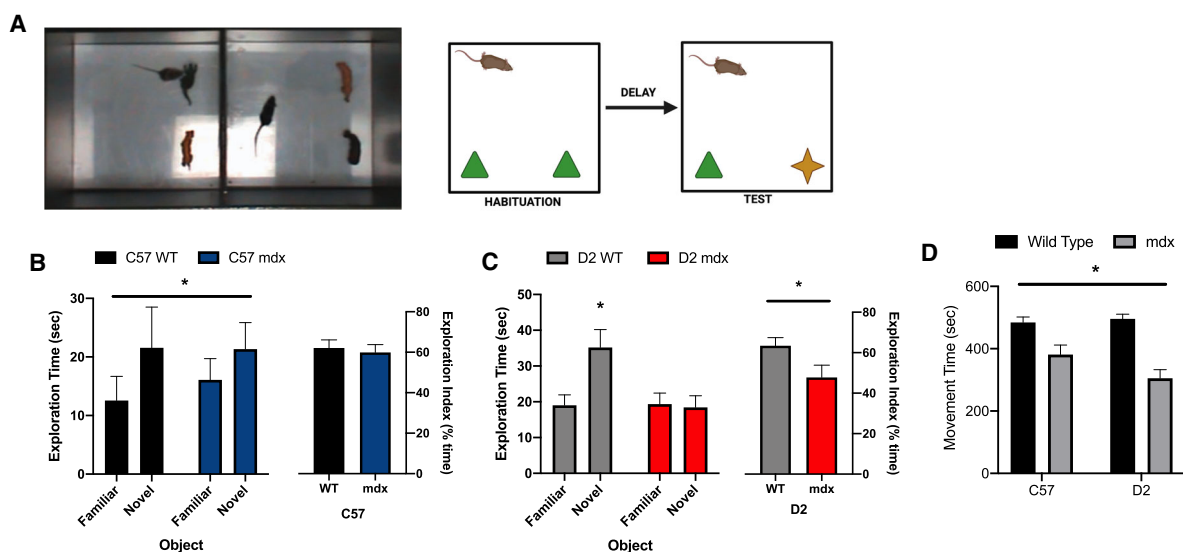 A
DELAY
HABITUATION
TEST
B
C57 WT
C57 mdx
*
Exploration Time (sec)
30
20
10
0
Familiar
Novel
Familiar
Novel
Object
80
60
40
20
0
Exploration Index (% time)
WT
mdx
C57
C
D2 WT
D2 mdx
*
Exploration Time (sec)
50
40
30
20
10
0
Familiar
Novel
Familiar
Novel
Object
*
80
60
40
20
0
Exploration Index (% time)
WT
mdx
D2
D
Wild Type
mdx
*
Movement Time (sec)
600
400
200
0
C57
D2